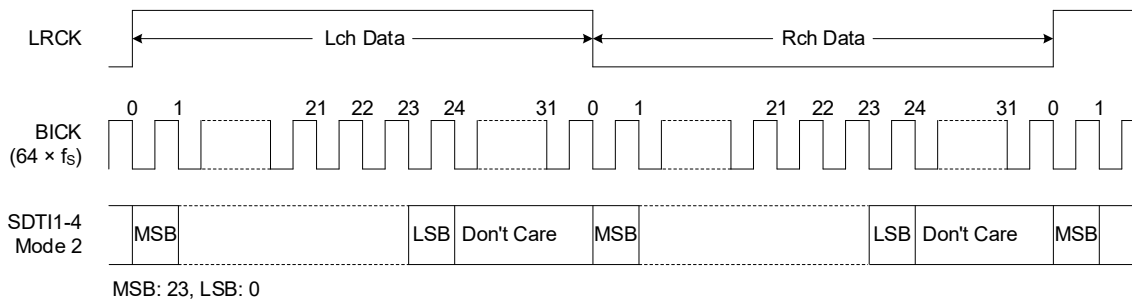 LRCK
Lch Data
Rch Data
0 1 21 22 23 24 31 0 1 21 22 23 24 31 0 1
BICK
(64 × fS)
SDTI1-4
Mode 2
MSB LSB Don't Care MSB LSB Don't Care MSB
MSB: 23, LSB: 0